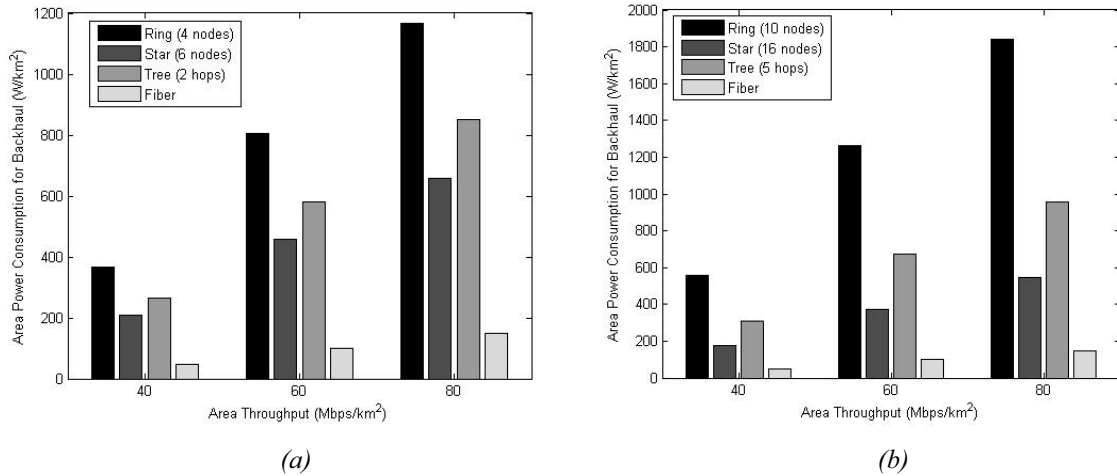 1200
1000
800
600
400
200
0
Area Power Consumption for Backhaul (W/km²)
Ring (4 nodes)
Star (6 nodes)
Tree (2 hops)
Fiber
40
60
80
Area Throughput (Mbps/km²)
(a)
2000
1800
1600
1400
1200
1000
800
600
400
200
0
Area Power Consumption for Backhaul (W/km²)
Ring (10 nodes)
Star (16 nodes)
Tree (5 hops)
Fiber
40
60
80
Area Throughput (Mbps/km²)
(b)